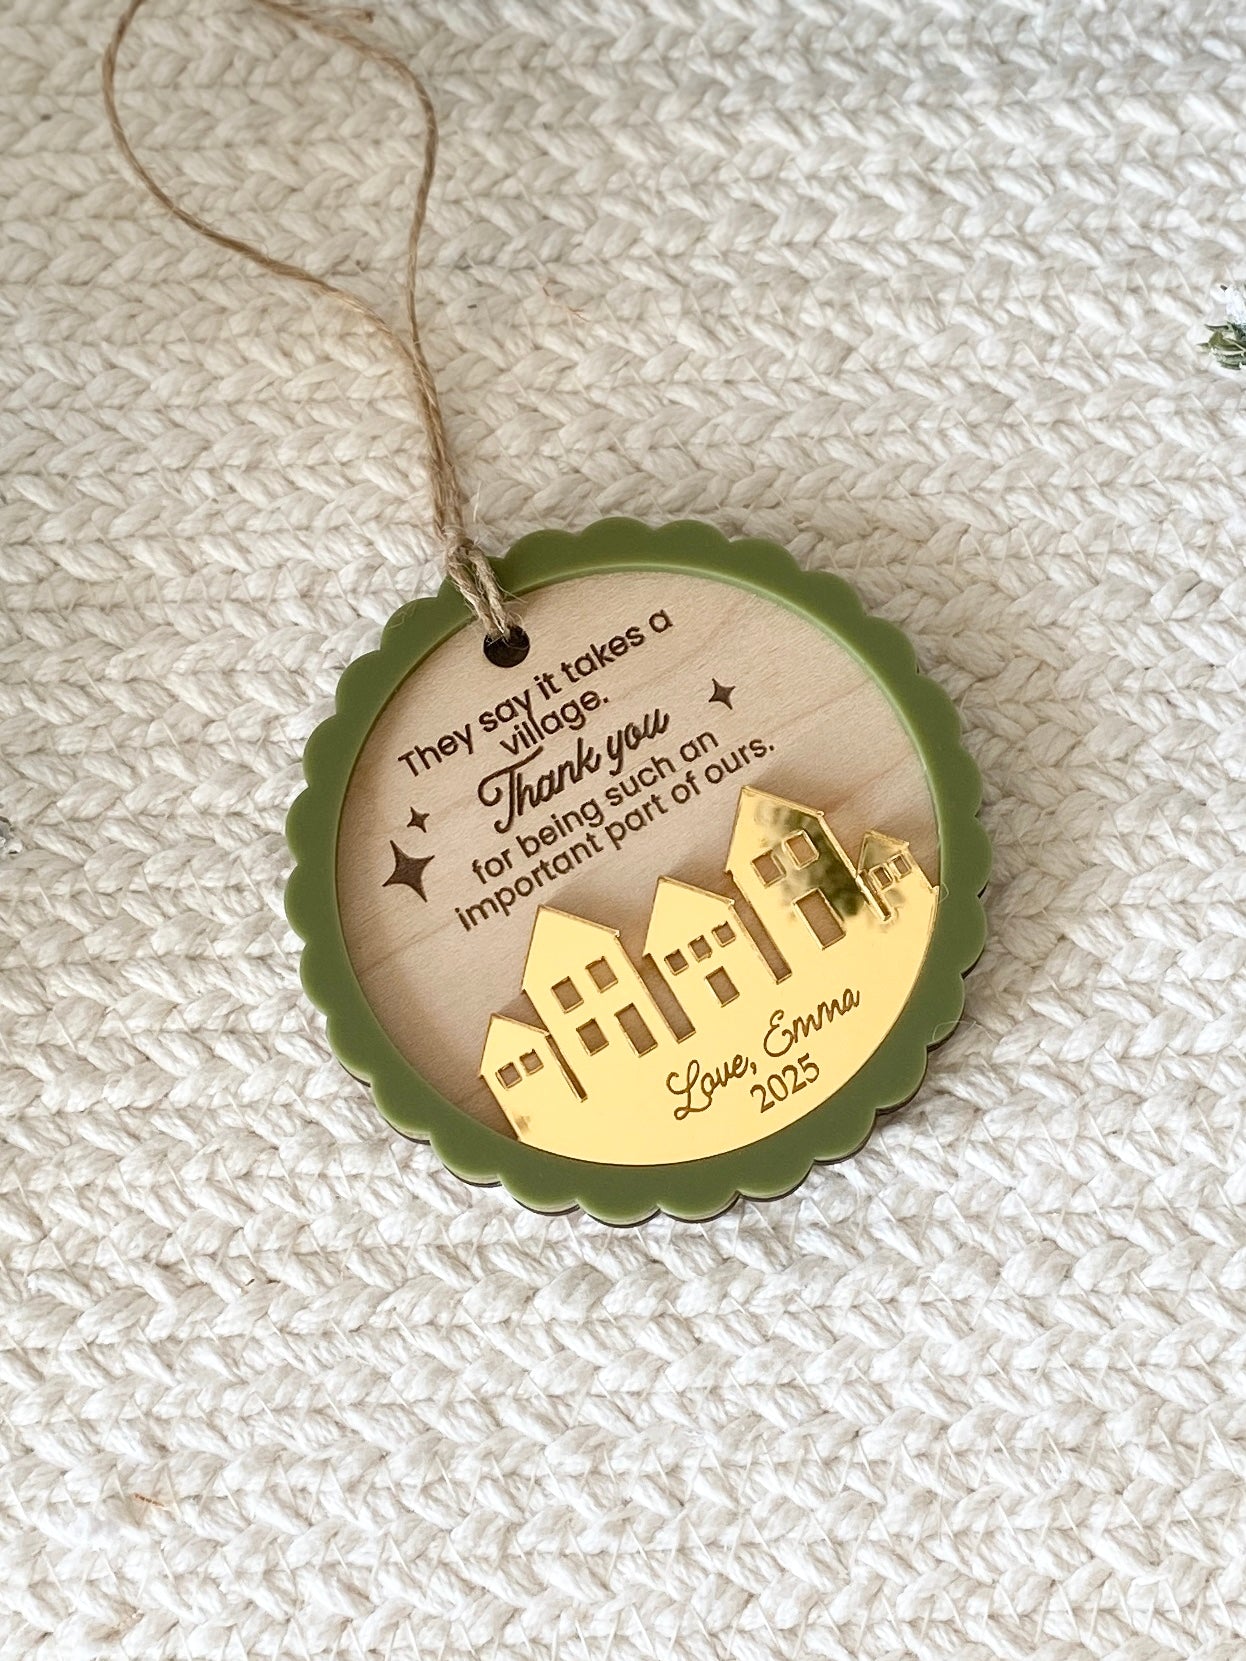 They say it takes a
village.
Thank you
for being such an
important part of ours.
Love, Emma
2025